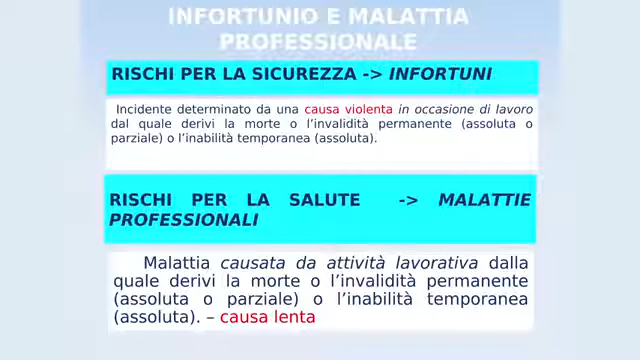 INFORTUNIO E MALATTIA
PROFESSIONALE
RISCHI PER LA SICUREZZA -> INFORTUNI
Incidente determinato da una causa violenta in occasione di lavoro
dal quale derivi la morte o l’invalidità permanente (assoluta o
parziale) o l’inabilità temporanea (assoluta).
RISCHI PER LA SALUTE -> MALATTIE
PROFESSIONALI
Malattia causata da attività lavorativa dalla
quale derivi la morte o l’invalidità permanente
(assoluta o parziale) o l’inabilità temporanea
(assoluta). – causa lenta